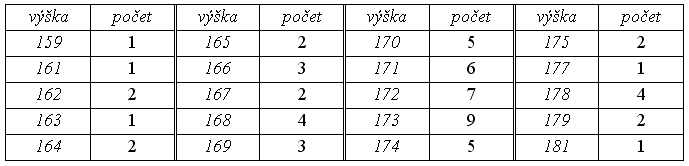 výška počet výška počet výška počet výška počet
159 1 165 2 170 5 175 2
161 1 166 3 171 6 177 1
162 2 167 2 172 7 178 4
163 1 168 4 173 9 179 2
164 2 169 3 174 5 181 1